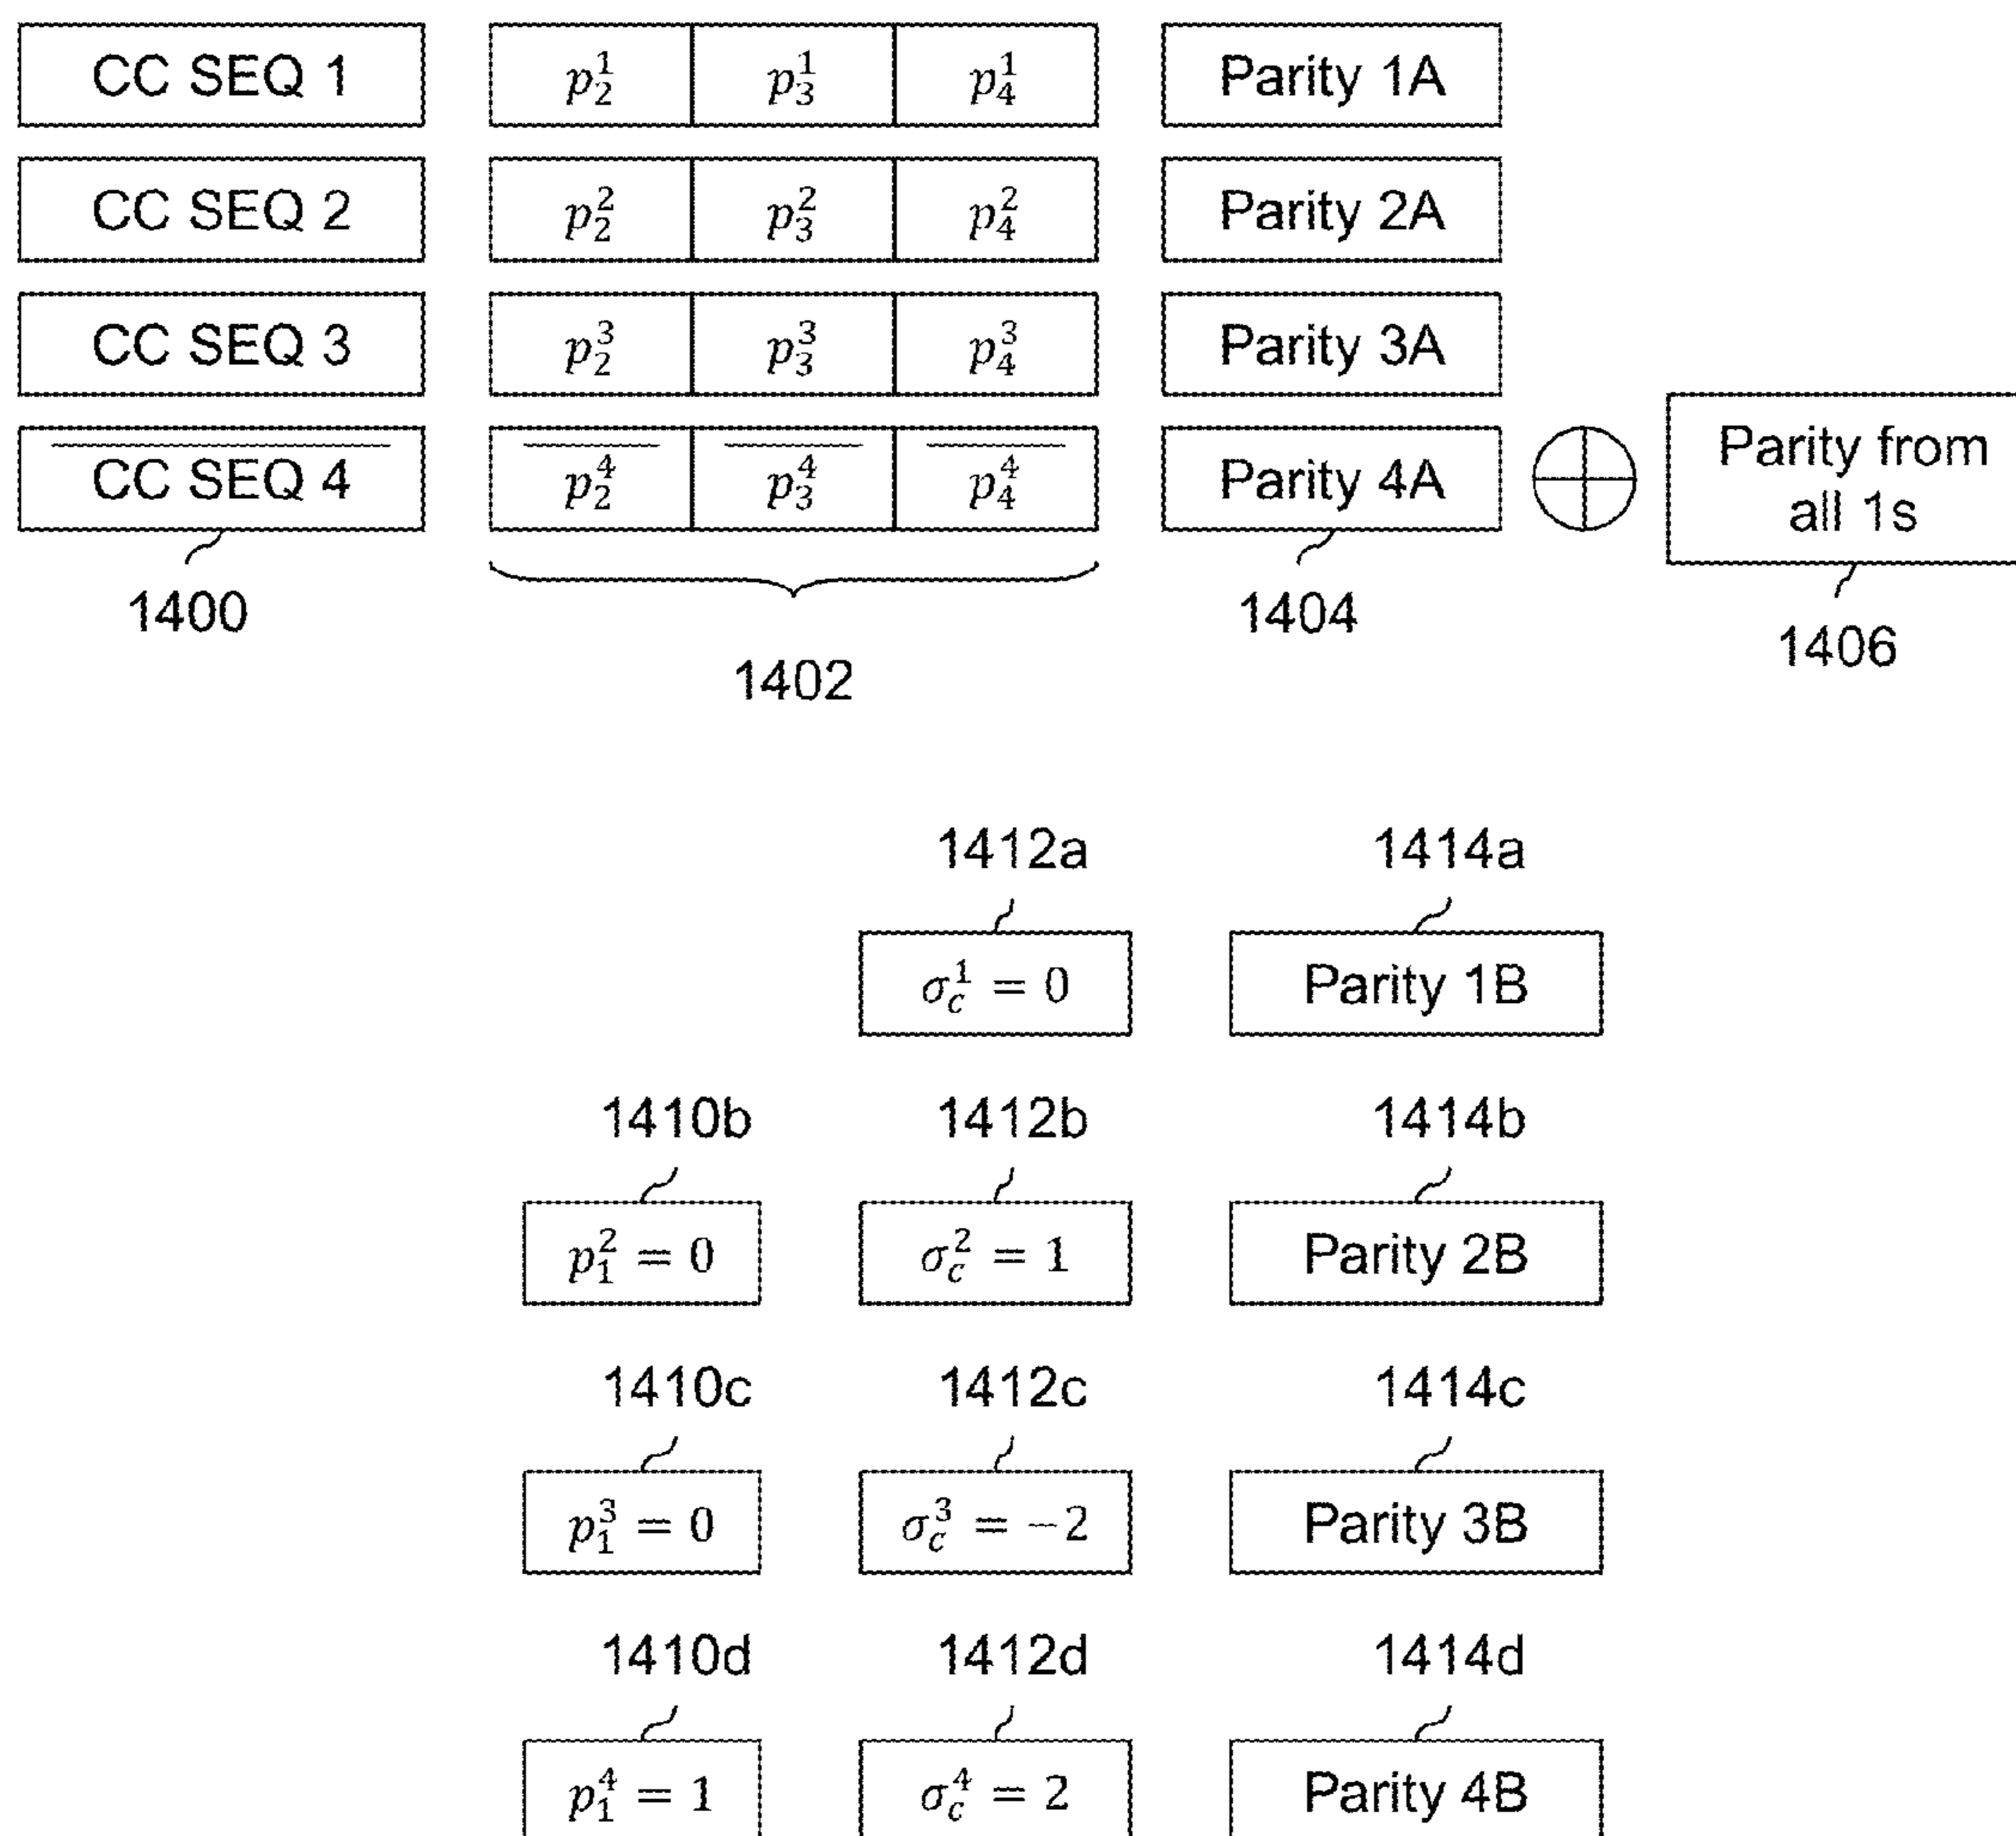 CC SEQ 1 p_2^1 p_3^1 p_4^1 Parity 1A
CC SEQ 2 p_2^2 p_3^2 p_4^2 Parity 2A
CC SEQ 3 p_2^3 p_3^3 p_4^3 Parity 3A
\overline{CC SEQ 4} \overline{p_2^4} \overline{p_3^4} \overline{p_4^4} Parity 4A ⊕ Parity from
all 1s
1400 1402 1404 1406
1412a 1414a
σ_c^1 = 0 Parity 1B
1410b 1412b 1414b
p_1^2 = 0 σ_c^2 = 1 Parity 2B
1410c 1412c 1414c
p_1^3 = 0 σ_c^3 = −2 Parity 3B
1410d 1412d 1414d
p_1^4 = 1 σ_c^4 = 2 Parity 4B